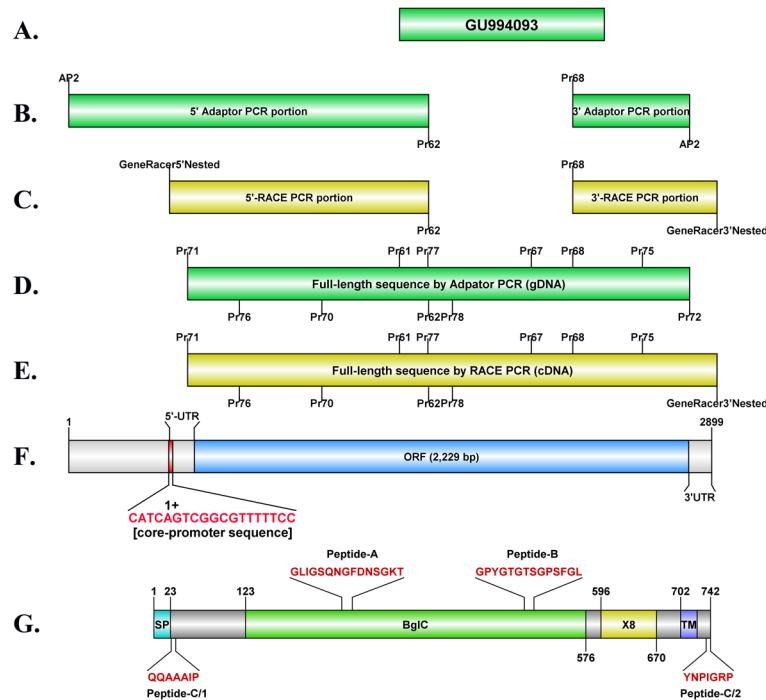 A.
GU994093
AP2
Pr68
B.
5' Adaptor PCR portion
3' Adaptor PCR portion
Pr62
AP2
GeneRacer5'Nested
Pr68
C.
5'-RACE PCR portion
3'-RACE PCR portion
Pr62
GeneRacer3'Nested
Pr71 Pr61 Pr77 Pr67 Pr68 Pr75
D.
Full-length sequence by Adpator PCR (gDNA)
Pr76 Pr70 Pr62 Pr78 Pr72
Pr71 Pr61 Pr77 Pr67 Pr68 Pr75
E.
Full-length sequence by RACE PCR (cDNA)
Pr76 Pr70 Pr62 Pr78 GeneRacer3'Nested
1 5'-UTR 2899
F.
ORF (2,229 bp)
3'UTR
1+
CATCAGTCGGCGTTTTTCC
[core-promoter sequence]
Peptide-A Peptide-B
GLIGSQNGFDNSGKT GPYGTGTSGPSFGL
1 23 123 596 702 742
G.
SP BglC X8 TM
576 670
QQAAAIP YNPIGRP
Peptide-C/1 Peptide-C/2